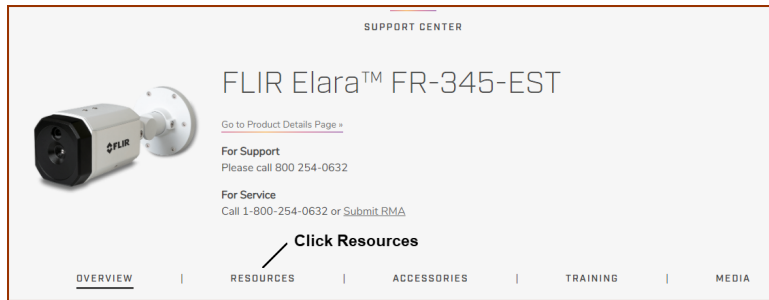 SUPPORT CENTER
FLIR Elara™ FR-345-EST
Go to Product Details Page »
FLIR
For Support
Please call 800 254-0632
For Service
Call 1-800-254-0632 or Submit RMA
Click Resources
OVERVIEW | RESOURCES | ACCESSORIES | TRAINING | MEDIA